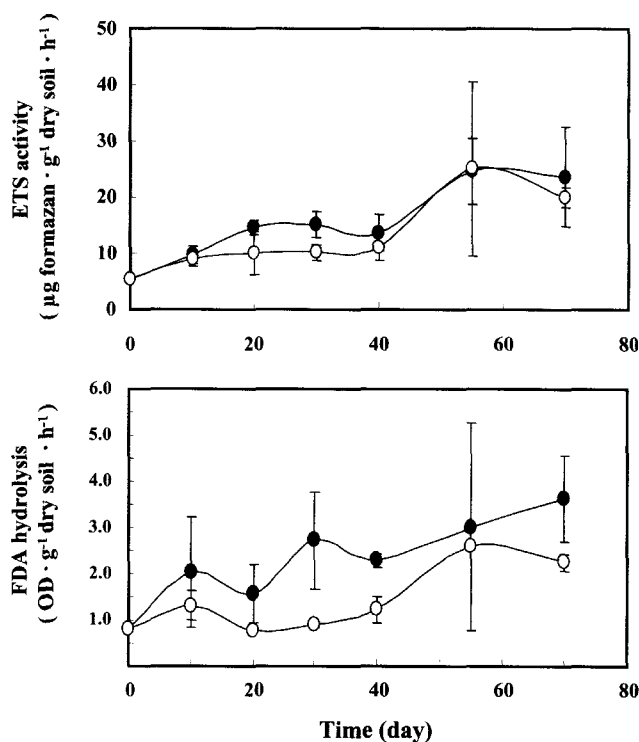 ETS activity
( µg formazan · g⁻¹ dry soil · h⁻¹ )
50
40
30
20
10
0
0 20 40 60 80
FDA hydrolysis
( OD · g⁻¹ dry soil · h⁻¹ )
6.0
5.0
4.0
3.0
2.0
1.0
0 20 40 60 80
Time (day)